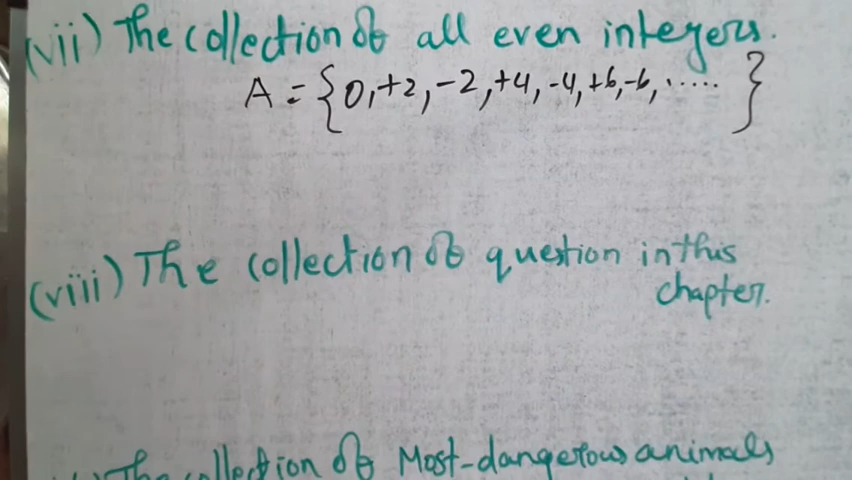 (vii) The collection of all even integers.
A = {0, +2, -2, +4, -4, +6, -6, ..... }
(viii) The collection of question in this
chapter.
The collection of Most-dangerous animals